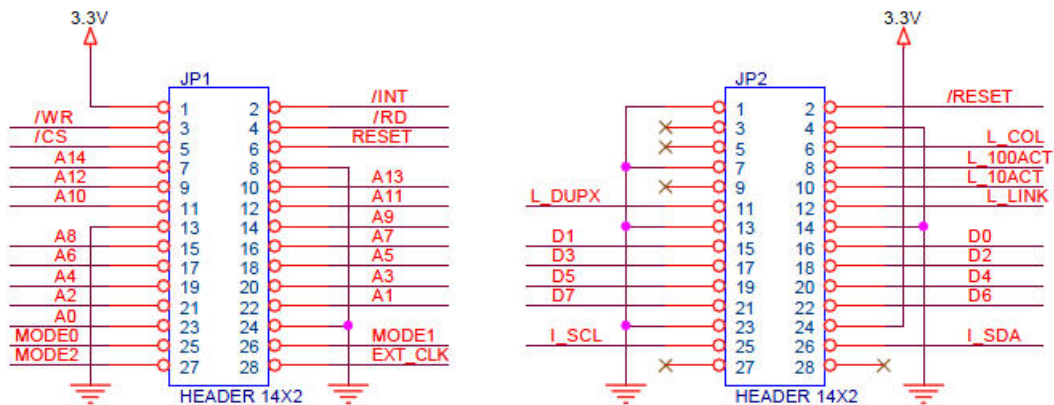 3.3V
JP1
1 2 /INT
/WR 3 4 /RD
/CS 5 6 RESET
A14 7 8
A12 9 10 A13
A10 11 12 A11
13 14 A9
A8 15 16 A7
A6 17 18 A5
A4 19 20 A3
A2 21 22 A1
A0 23 24
MODE0 25 26 MODE1
MODE2 27 28 EXT_CLK
HEADER 14X2
3.3V
JP2
1 2 /RESET
3 4
5 6 L_COL
7 8 L_100ACT
9 10 L_10ACT
L_DUPX 11 12 L_LINK
13 14
D1 15 16 D0
D3 17 18 D2
D5 19 20 D4
D7 21 22 D6
23 24
I_SCL 25 26 I_SDA
27 28
HEADER 14X2